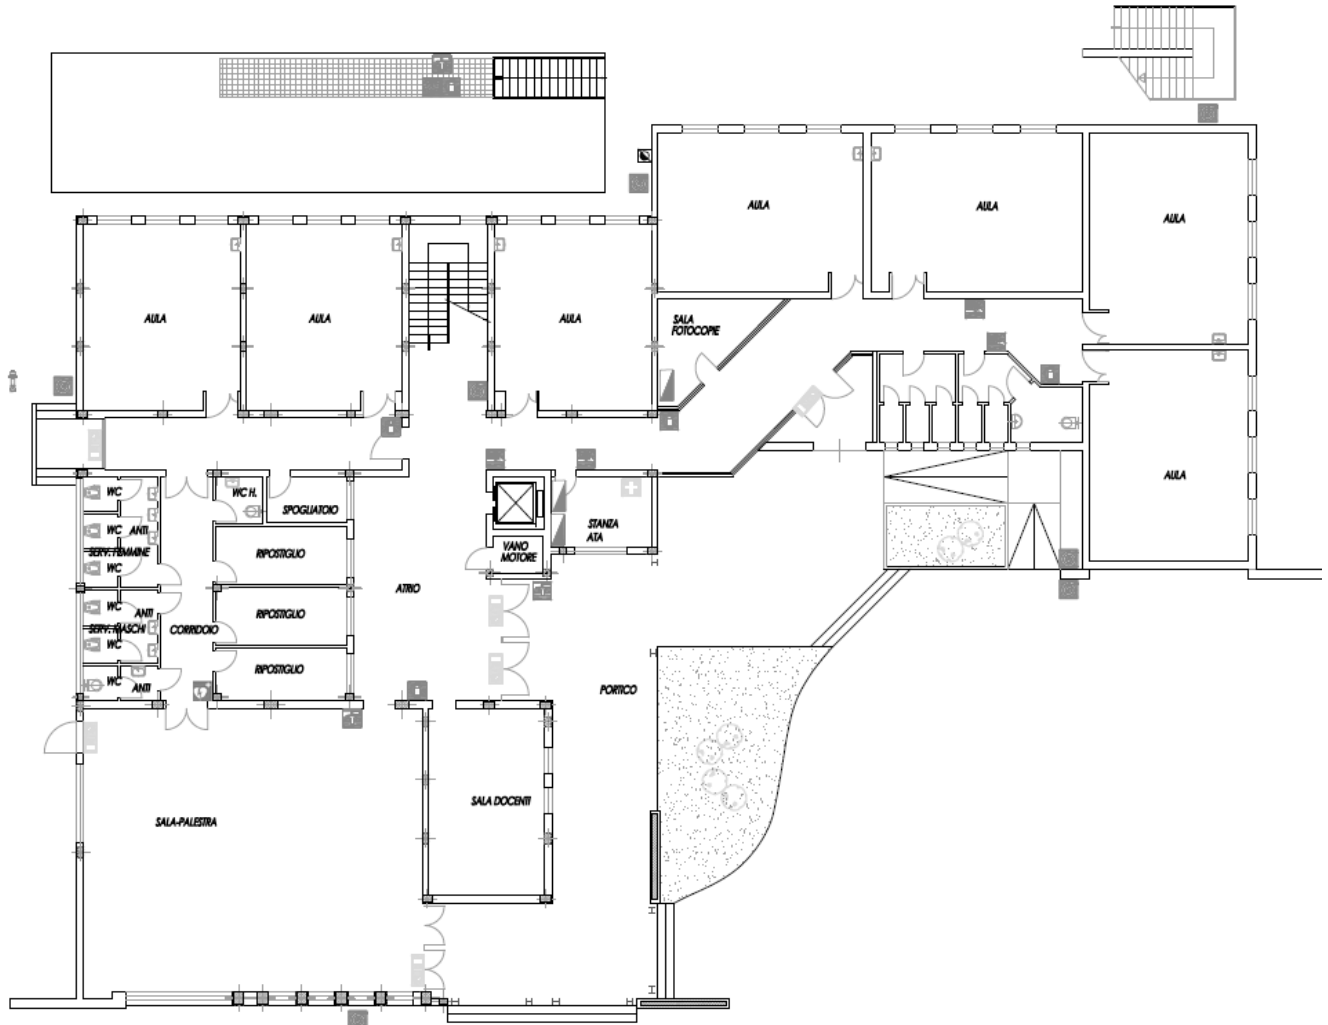 AULA
AULA
AULA
AULA
AULA
AULA
SALA
FOTOCOPIE
AULA
WC
WC H.
SPOGLIATOIO
WC
ANTI
SERV. FEMMINE
WC
RIPOSTIGLIO
VANO
MOTORE
STANZA
ATA
ATRIO
WC
ANTI
SERV. MASCHI
WC
CORRIDOIO
RIPOSTIGLIO
WC
ANTI
RIPOSTIGLIO
PORTICO
SALA DOCENTI
SALA-PALESTRA